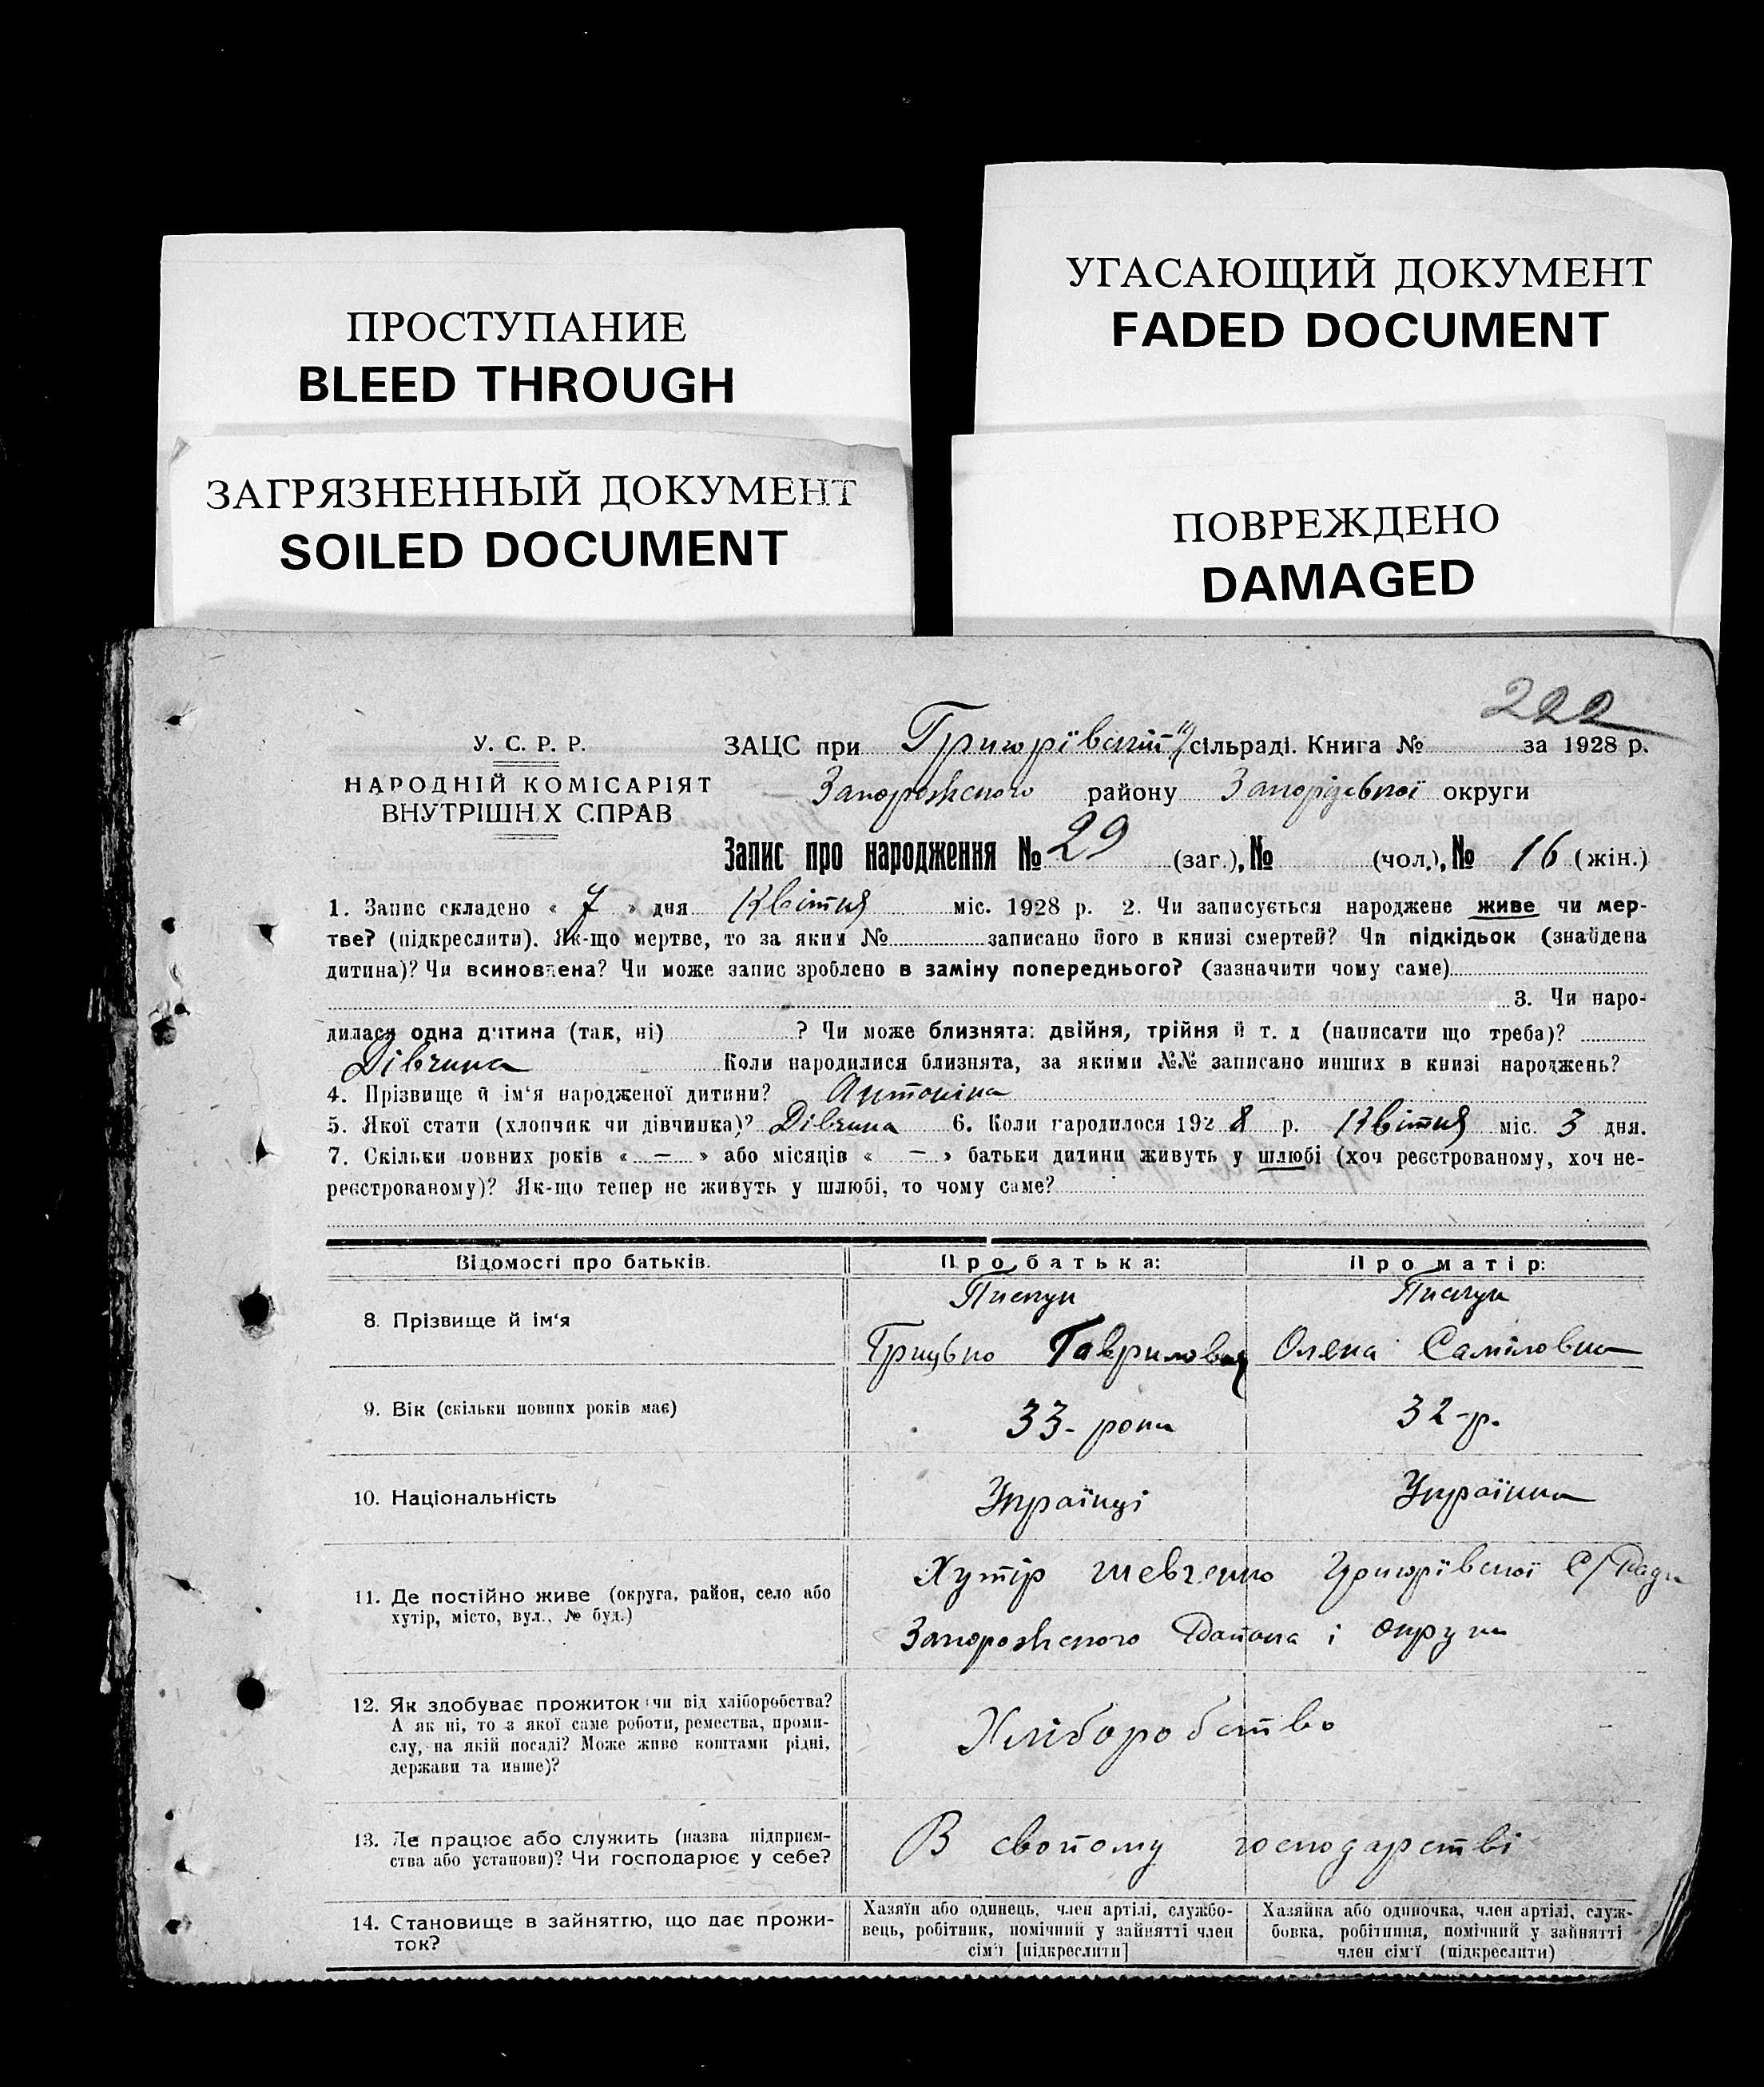 ПРОСТУПАНИЕ
BLEED THROUGH
УГАСАЮЩИЙ ДОКУМЕНТ
FADED DOCUMENT
ЗАГРЯЗНЕННЫЙ ДОКУМЕНТ
SOILED DOCUMENT
ПОВРЕЖДЕНО
DAMAGED
222
У. С. Р. Р.
НАРОДНІЙ КОМІСАРІЯТ
ВНУТРІШНІХ СПРАВ
ЗАЦС при Григорївській сільраді. Книга № за 1928 р.
Запорожського району Запорізької округи
Запис про народження № 29 (заг.), № (чол.), № 16 (жін.)
1. Запис складено « 7 » дня Квітня міс. 1928 р. 2. Чи записується народжене живе чи мер-
тве? (підкреслити). Як-що мертве, то за яким № записано його в книзі смертей? Чи підкідьок (знайдена
дитина)? Чи всиновлена? Чи може запис зроблено в заміну попереднього? (зазначити чому саме)
3. Чи наро-
дилася одна дитина (так, ні) ? Чи може близнята: двійня, трійня й т. д (написати що треба)?
Дівчина Коли народилися близнята, за якими №№ записано инших в книзі народжень?
4. Прізвище й ім'я народженої дитини? Антоніна
5. Якої стати (хлопчик чи дівчинка)? Дівчина 6. Коли народилося 1928 р. Квітня міс. 3 дня.
7. Скільки повних років « — » або місяців « — » батьки дитини живуть у шлюбі (хоч реєстрованому, хоч не-
реєстрованому)? Як-що тепер не живуть у шлюбі, то чому саме?
Відомості про батьків. Про батька: Про матір:
8. Прізвище й ім'я
Пискун Пискун
Грицько Гаврилович Олена Саміловна
9. Вік (скільки повних років має) 33- роки 32-р.
10. Національність Українці Українка
11. Де постійно живе (округа, район, село або
хутір, місто, вул., № буд.)
Хутір Шевченко Григорївської С/Ради
Запорожського Району і округи
12. Як здобуває прожиток чи від хліборобства?
А як ні, то з якої саме роботи, ремества, проми-
слу, на якій посаді? Може живе коштами рідні,
держави та инше)?
Хліборобство
13. Де працює або служить (назва підприєм-
ства або установи)? Чи господарює у себе?
В свойому господарстві
14. Становище в зайняттю, що дає прожи-
ток?
Хазяїн або одинець, член артілі, службо-
вець, робітник, помічний у зайнятті член
сім'ї [підкреслити]
Хазяйка або одиночка, член артілі, служ-
бовка, робітниця, помічний у зайнятті
член сім'ї (підкреслити)